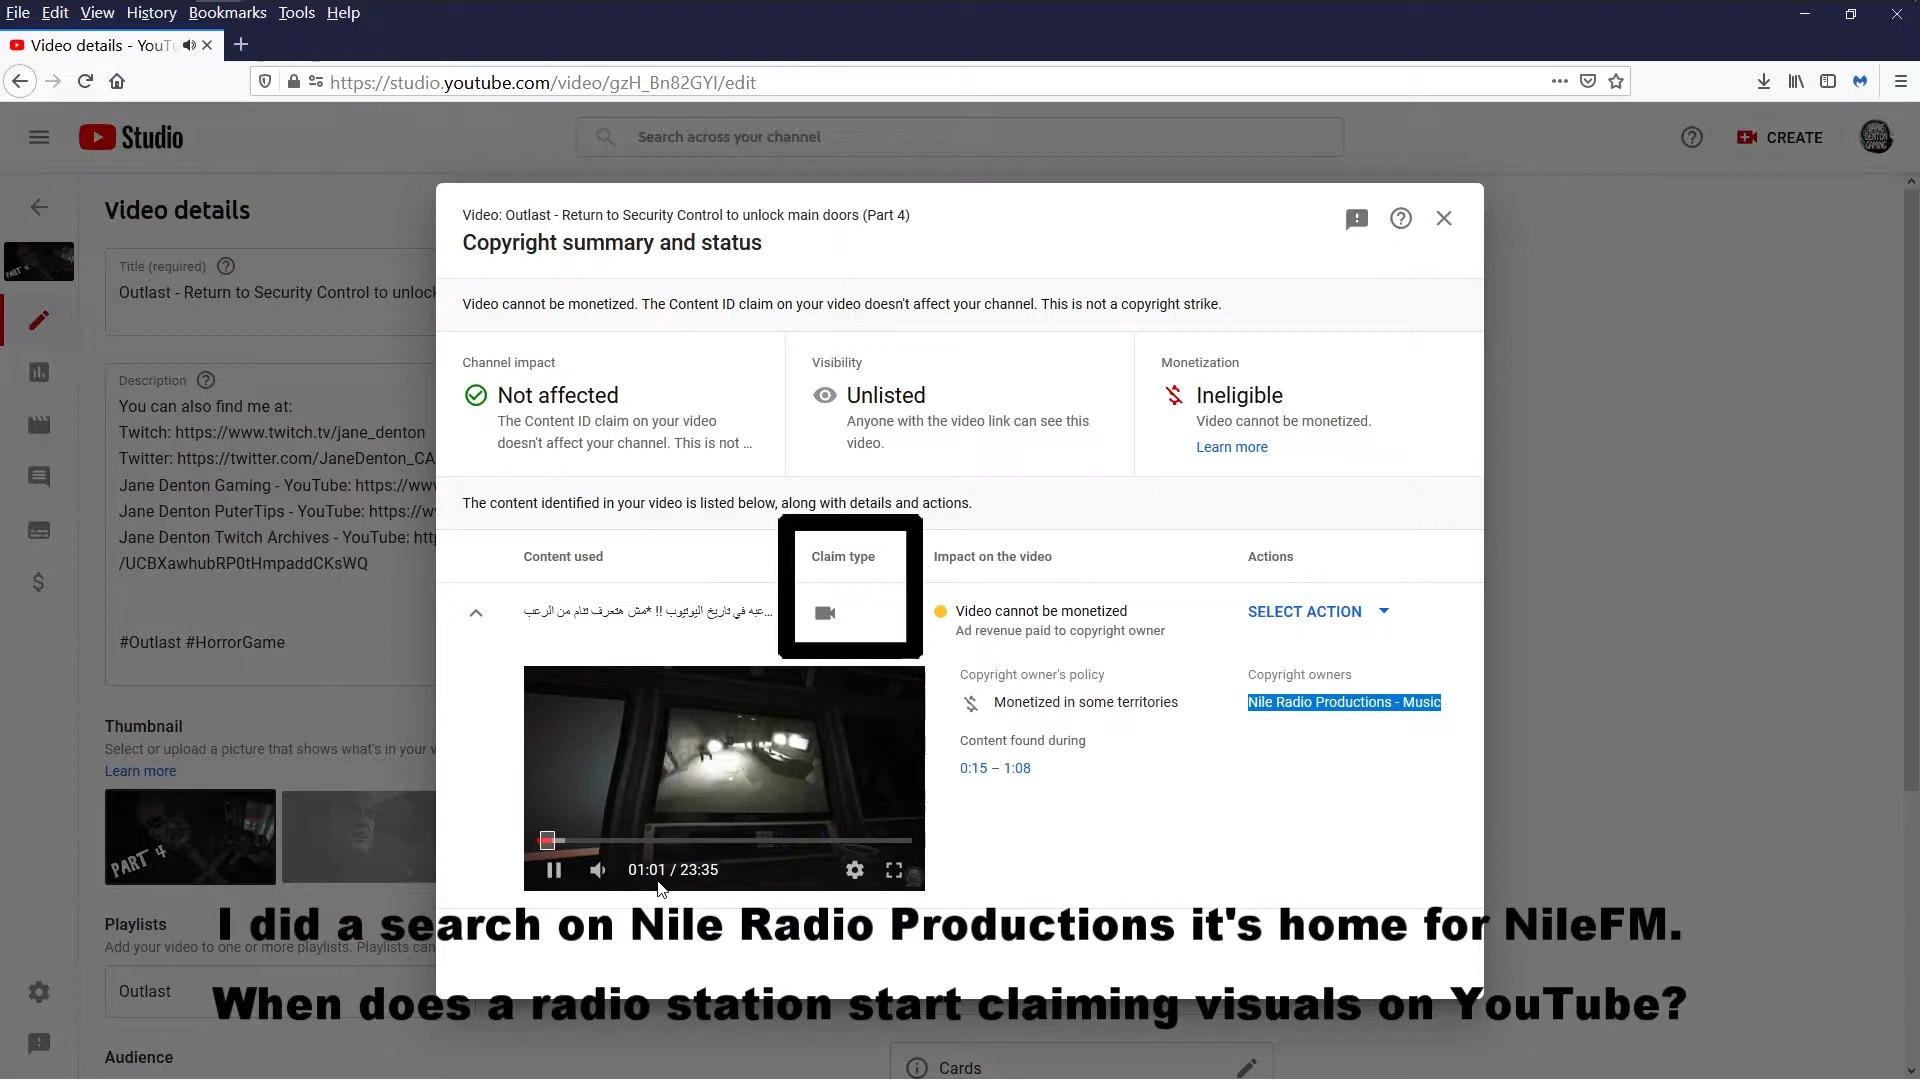 File Edit View History Bookmarks Tools Help
Video details - YouTu
https://studio.youtube.com/video/gzH_Bn82GYI/edit
Studio
Search across your channel
CREATE
Video details
Title (required)
Outlast - Return to Security Control to unlock
Description
You can also find me at:
Twitch: https://www.twitch.tv/jane_denton
Twitter: https://twitter.com/JaneDenton_CA
Jane Denton Gaming - YouTube: https://www
Jane Denton PuterTips - YouTube: https://w
Jane Denton Twitch Archives - YouTube: htt
/UCBXawhubRP0tHmpaddCKsWQ
#Outlast #HorrorGame
Thumbnail
Select or upload a picture that shows what's in your v
Learn more
PART 4
Playlists
Add your video to one or more playlists. Playlists can
Outlast
Audience
Video: Outlast - Return to Security Control to unlock main doors (Part 4)
Copyright summary and status
Video cannot be monetized. The Content ID claim on your video doesn't affect your channel. This is not a copyright strike.
Channel impact
Not affected
The Content ID claim on your video
doesn't affect your channel. This is not ...
Visibility
Unlisted
Anyone with the video link can see this
video.
Monetization
Ineligible
Video cannot be monetized.
Learn more
The content identified in your video is listed below, along with details and actions.
Content used Claim type Impact on the video Actions
عبه في تاريخ اليوتيوب !! *مش هتعرف تنام من الرعب...
Video cannot be monetized
Ad revenue paid to copyright owner
SELECT ACTION
Copyright owner's policy
Monetized in some territories
Content found during
0:15 – 1:08
Copyright owners
Nile Radio Productions - Music
01:01 / 23:35
I did a search on Nile Radio Productions it's home for NileFM.
When does a radio station start claiming visuals on YouTube?
Cards